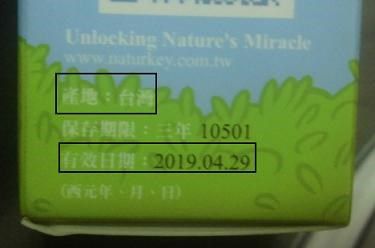 Unlocking Nature's Miracle
www.naturkey.com.tw
產地：台灣
保存期限：三年 10501
有效日期：2019.04.29
(西元年、月、日)